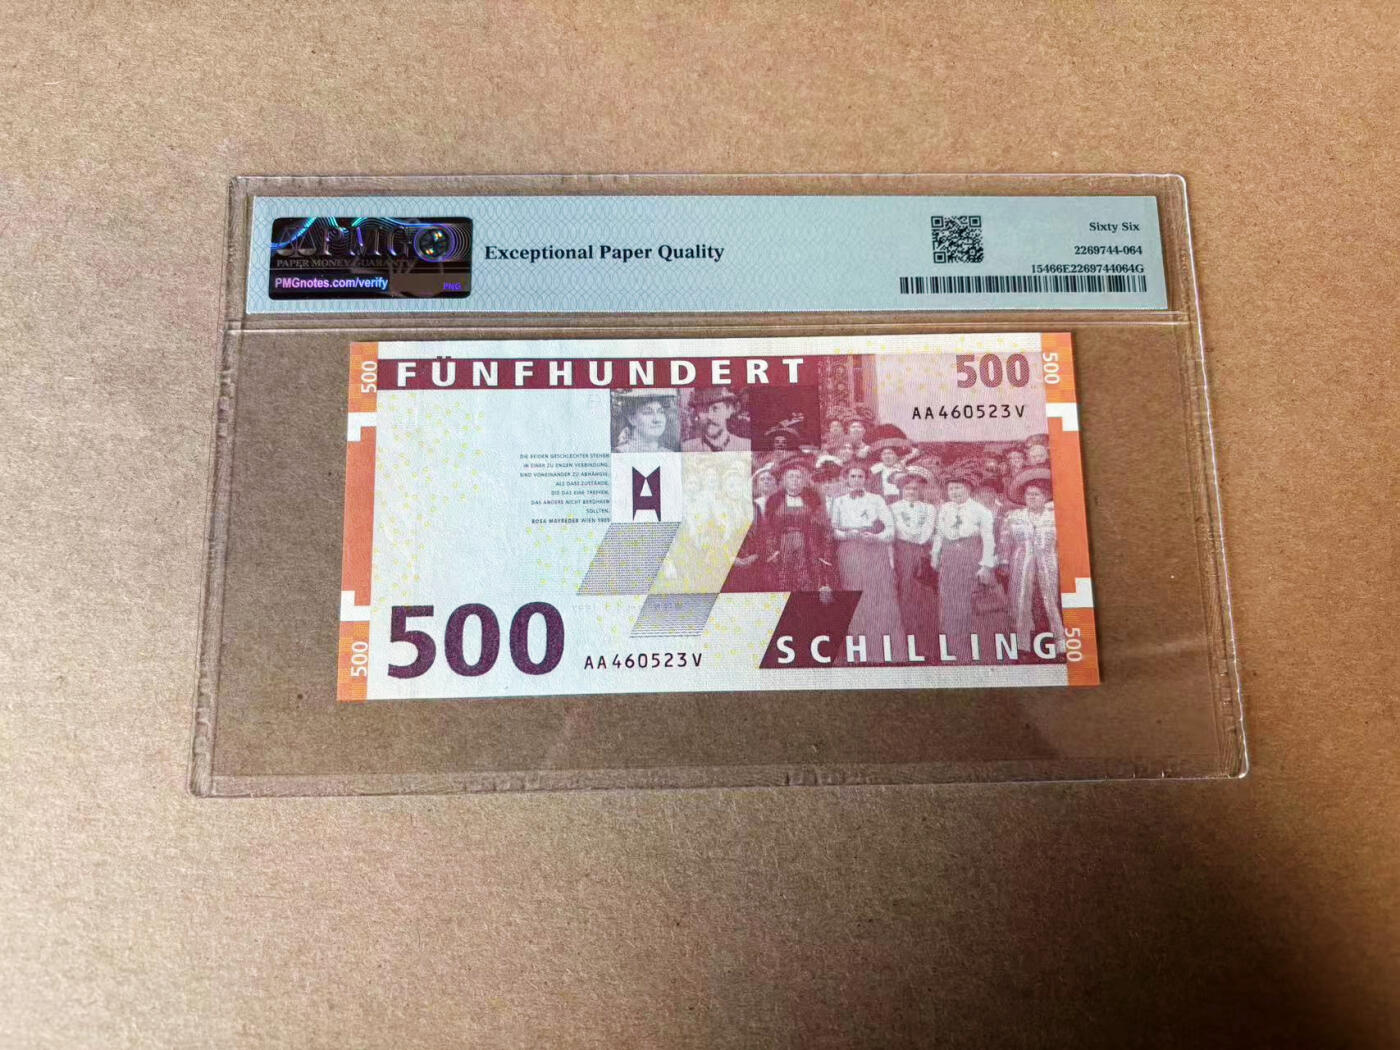 PMG
PAPER MONEY GUARANTY
PMGnotes.com/verify
PNG
Exceptional Paper Quality
Sixty Six
2269744-064
15466E2269744064G
500
FÜNFHUNDERT
500
500
AA460523V
DIE BEIDEN GESCHLECHTER STEHEN
IN EINER ZU ENGEN VERBINDUNG,
SIND VONEINANDER ZU ABHÄNGIG,
ALS DASS ZUSTÄNDE,
DIE DAS EINE TREFFEN,
DAS ANDERE NICHT BERÜHREN
SOLLTEN.
ROSA MAYREDER WIEN 1905
500
500
AA460523V
SCHILLING
500